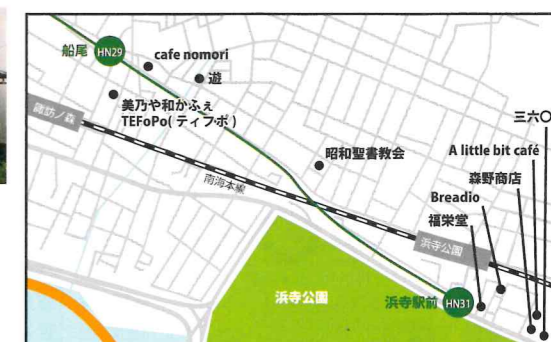 船尾
HN29
cafe nomori
遊
美乃や和かふぇ
TEFoPo(ティフポ)
諏訪ノ森
昭和聖書教会
南海本線
三六〇
A little bit café
森野商店
Breadio
福栄堂
浜寺公園
浜寺公園
浜寺駅前
HN31